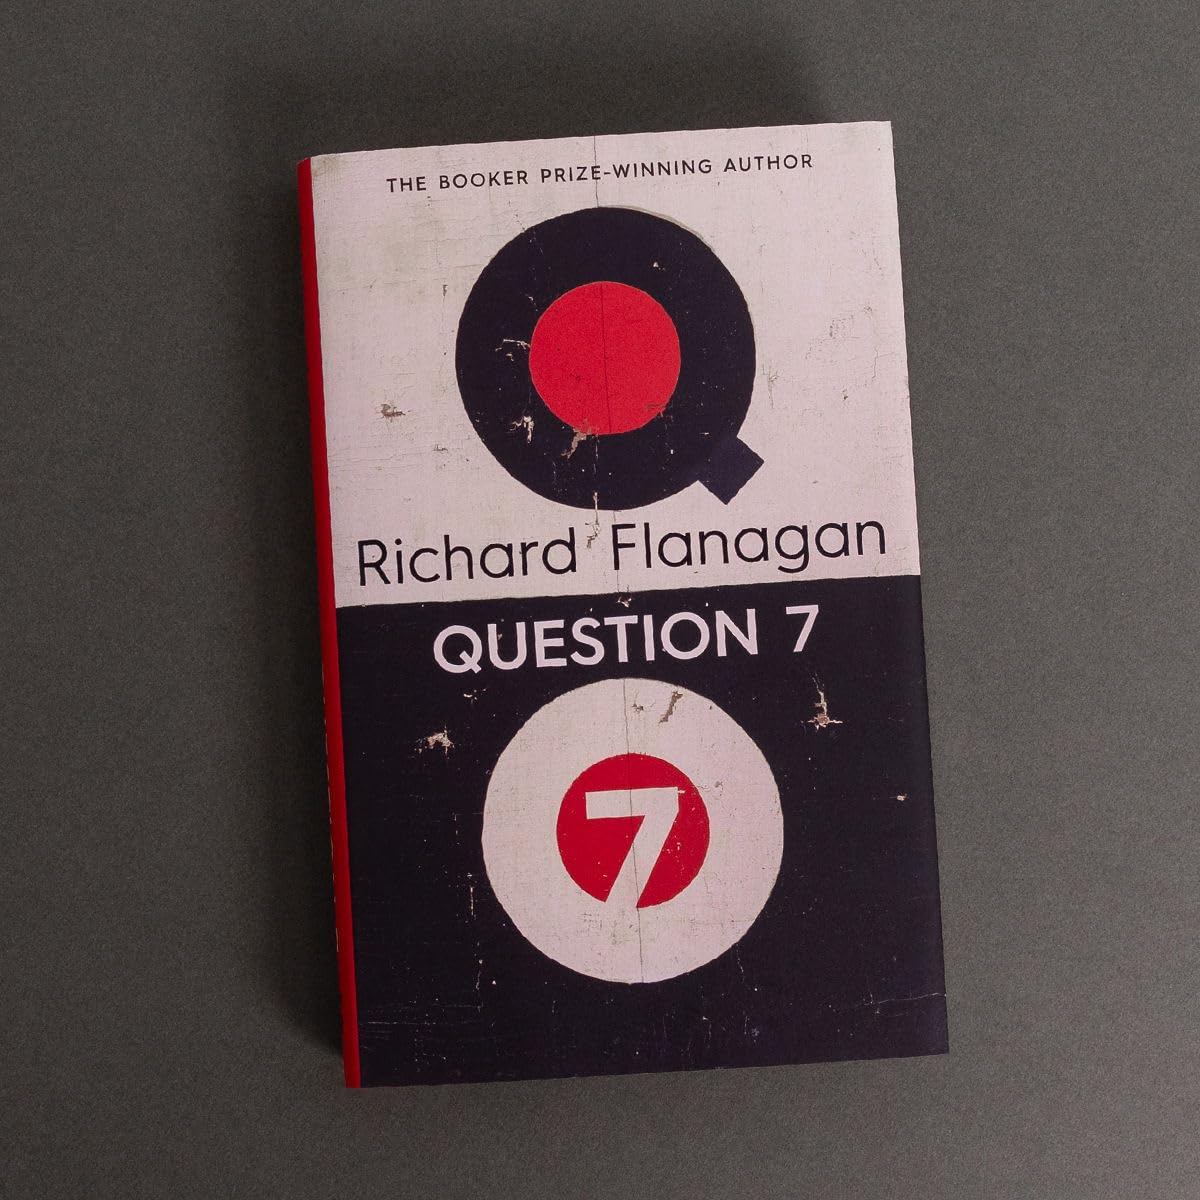 THE BOOKER PRIZE-WINNING AUTHOR
Q
Richard Flanagan
QUESTION 7
7